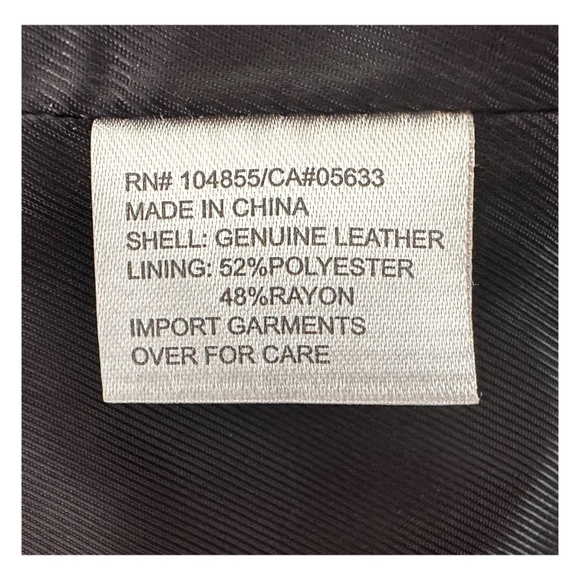 RN# 104855/CA#05633
MADE IN CHINA
SHELL: GENUINE LEATHER
LINING: 52%POLYESTER
48%RAYON
IMPORT GARMENTS
OVER FOR CARE